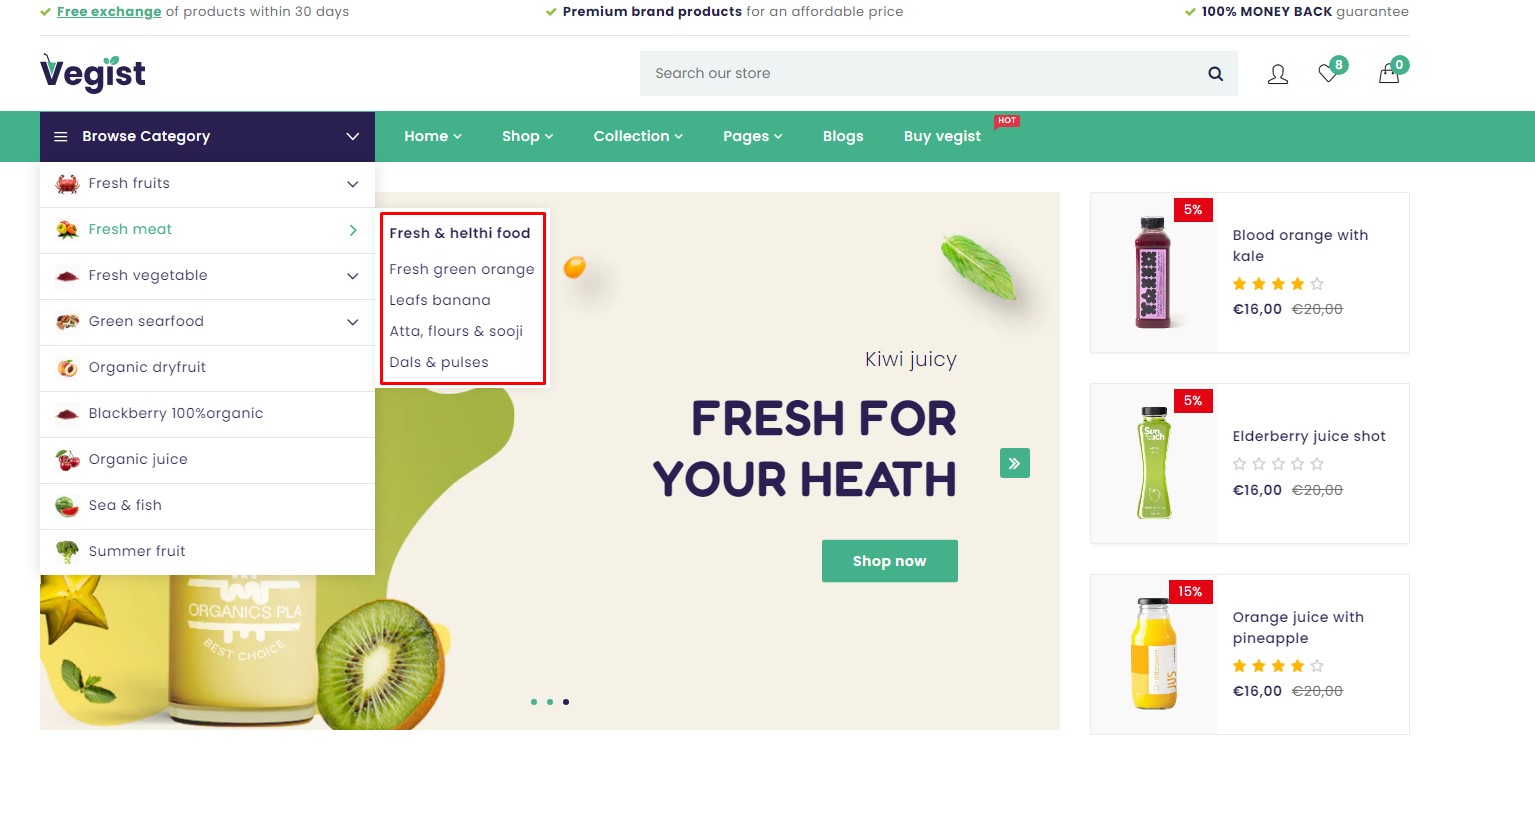 Free exchange of products within 30 days
Premium brand products for an affordable price
100% MONEY BACK guarantee
Vegist
Search our store
8
0
Browse Category
Home
Shop
Collection
Pages
Blogs
Buy vegist
HOT
Fresh fruits
Fresh meat
Fresh vegetable
Green searfood
Organic dryfruit
Blackberry 100%organic
Organic juice
Sea & fish
Summer fruit
Fresh & helthi food
Fresh green orange
Leafs banana
Atta, flours & sooji
Dals & pulses
Kiwi juicy
FRESH FOR
YOUR HEATH
Shop now
ORGANICS PLA
BEST CHOICE
5%
Blood orange with
kale
€16,00 €20,00
5%
Elderberry juice shot
€16,00 €20,00
15%
Orange juice with
pineapple
€16,00 €20,00
JUS